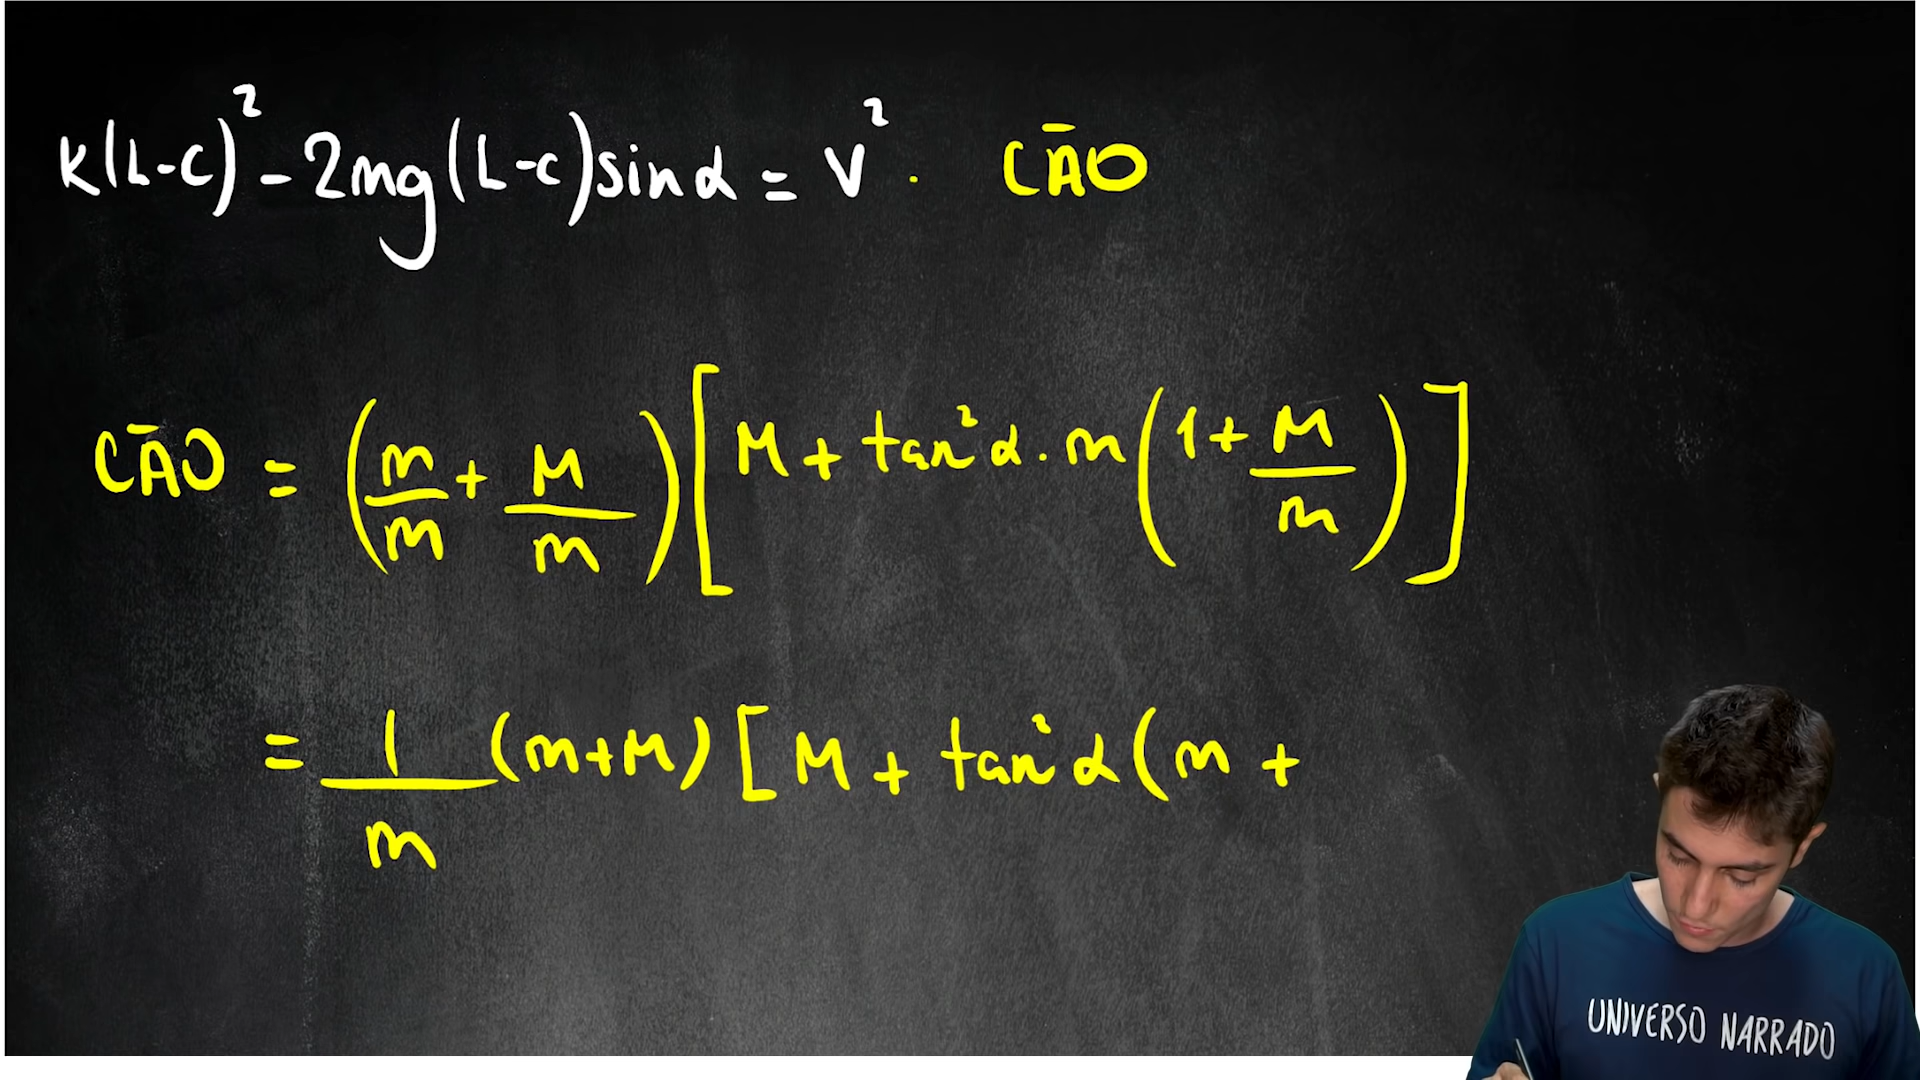 k(L-C)² - 2mg(L-C)sinα = V² · CÃO
CÃO = (m/m + M/m)[M + tan²α · m(1 + M/m)]
= 1/m (m+M)[M + tan²α(m +
UNIVERSO NARRADO